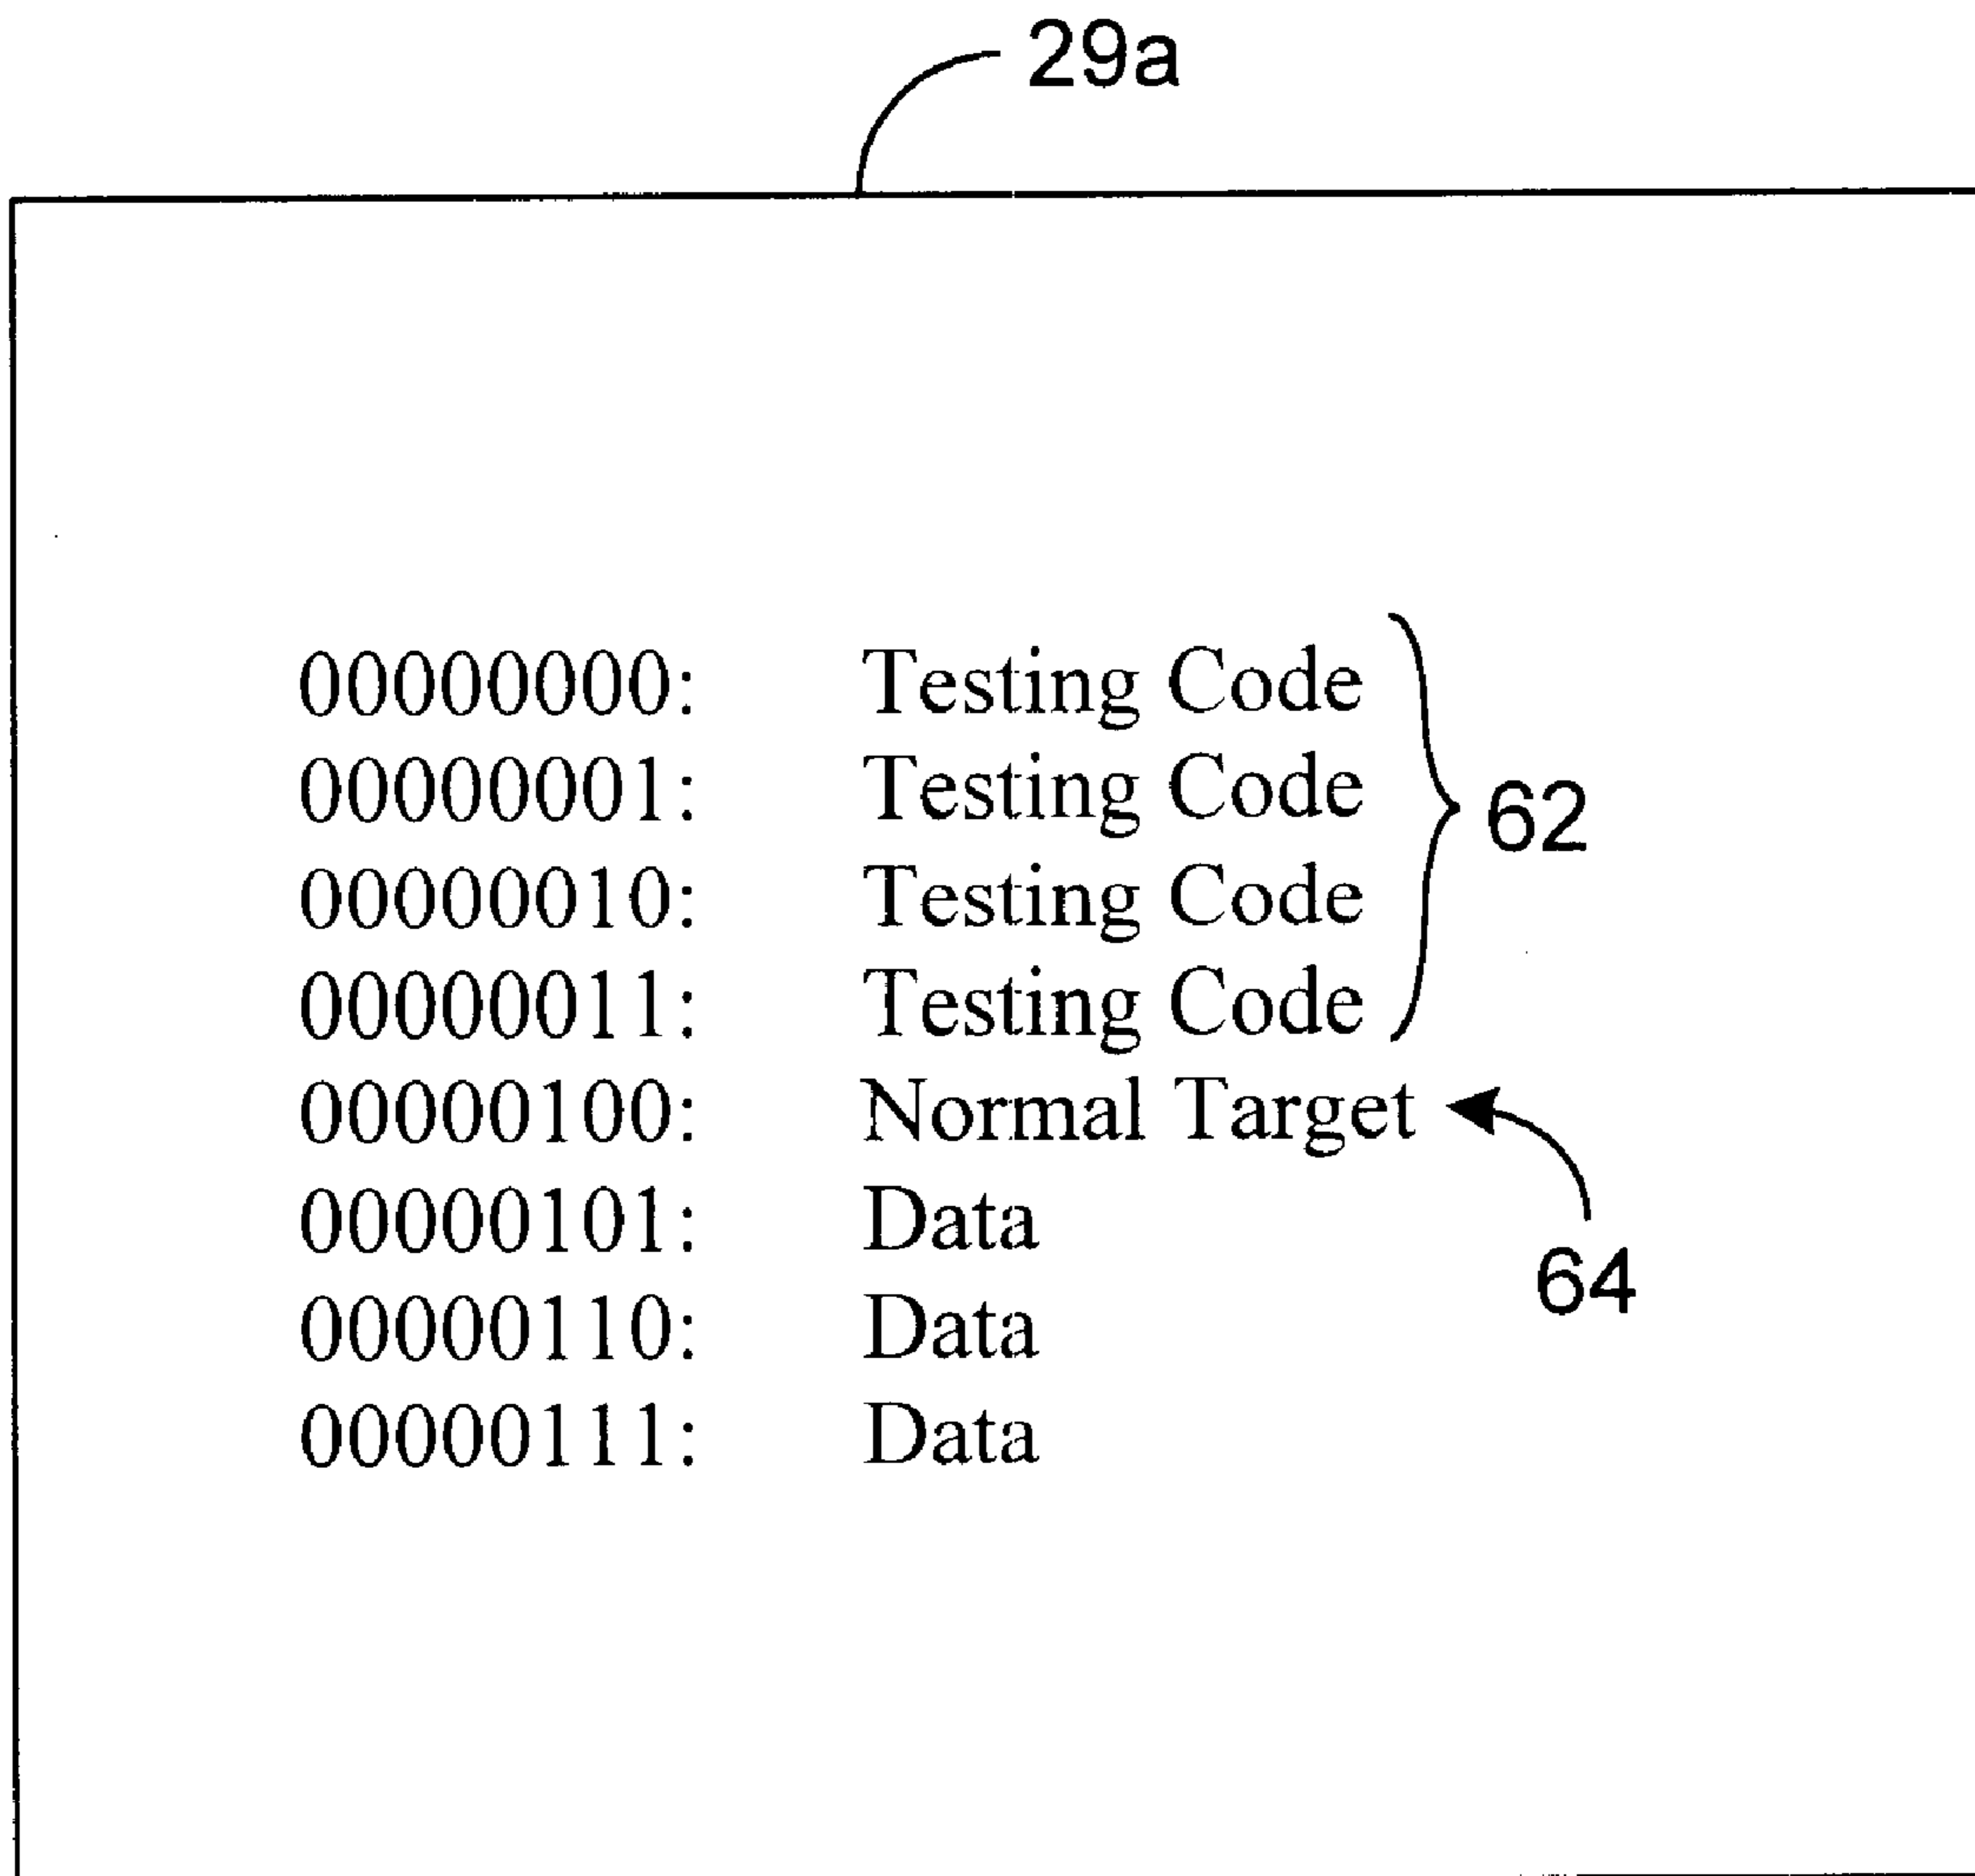 29a
00000000: Testing Code
00000001: Testing Code
62
00000010: Testing Code
00000011: Testing Code
00000100: Normal Target
00000101: Data
64
00000110: Data
00000111: Data